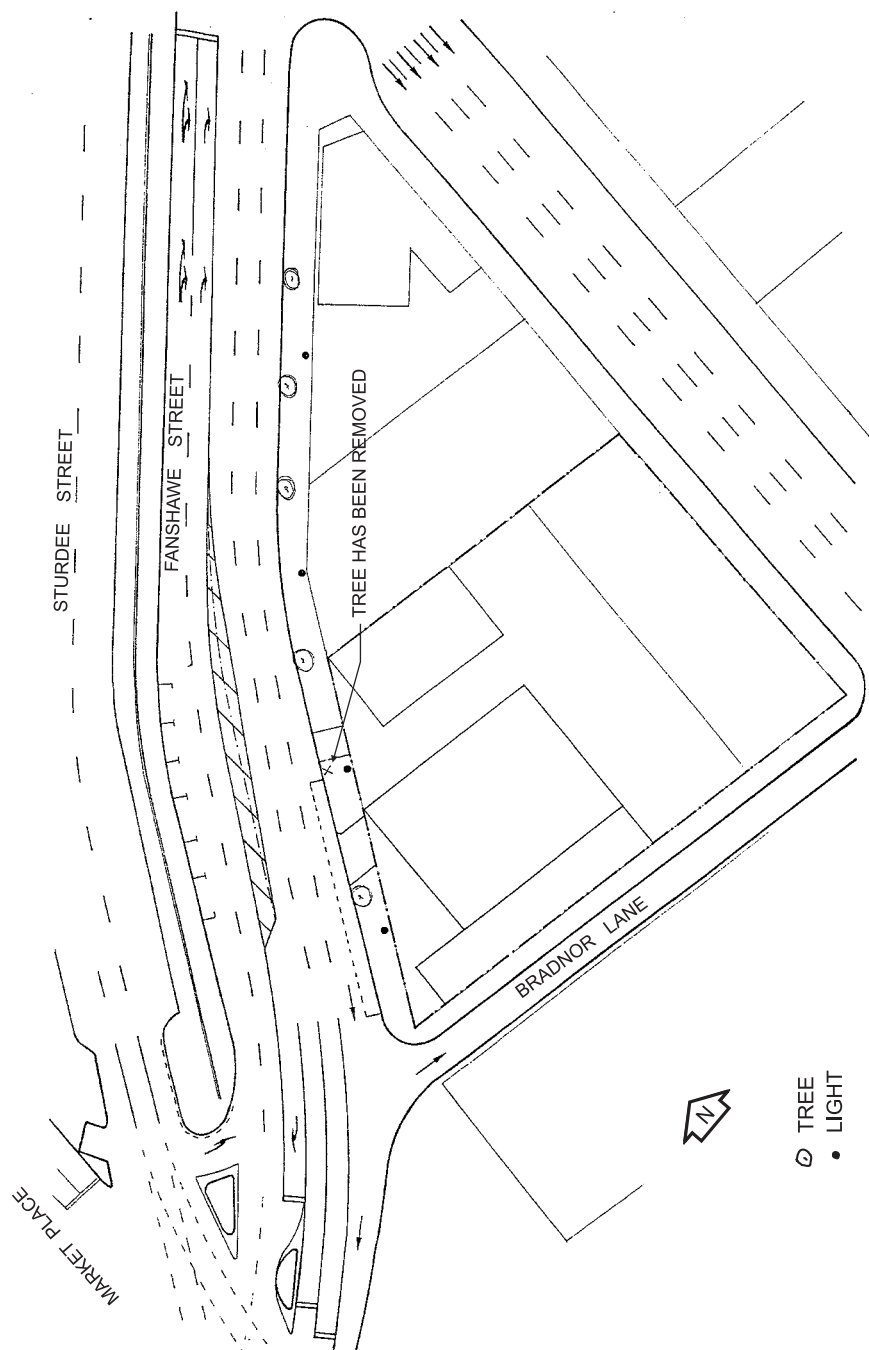 STURDEE STREET
FANSHAWE STREET
TREE HAS BEEN REMOVED
BRADNOR LANE
MARKET PLACE
N
TREE
LIGHT